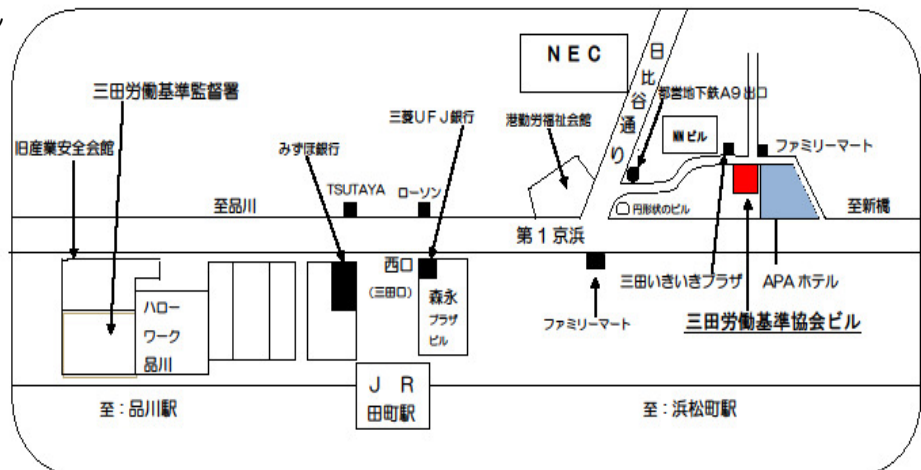 NEC
日比谷通り
三田労働基準監督署
都営地下鉄A9出口
三菱UFJ銀行
港勤労福祉会館
NNビル
ファミリーマート
旧産業安全会館
みずほ銀行
TSUTAYA
ローソン
至品川
円形状のビル
至新橋
第1京浜
西口
(三田口)
三田いきいきプラザ
APAホテル
ハロー
ワーク
品川
森永
プラザ
ビル
ファミリーマート
三田労働基準協会ビル
JR
田町駅
至：品川駅
至：浜松町駅